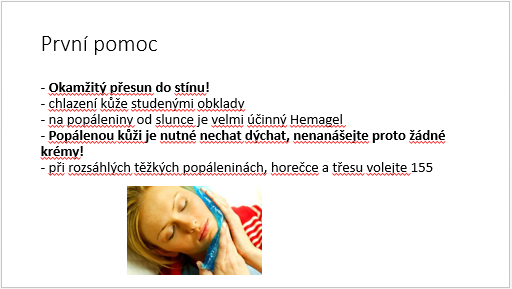 První pomoc
- Okamžitý přesun do stínu!
- chlazení kůže studenými obklady
- na popáleniny od slunce je velmi účinný Hemagel
- Popálenou kůži je nutné nechat dýchat, nenanášejte proto žádné
krémy!
- při rozsáhlých těžkých popáleninách, horečce a třesu volejte 155